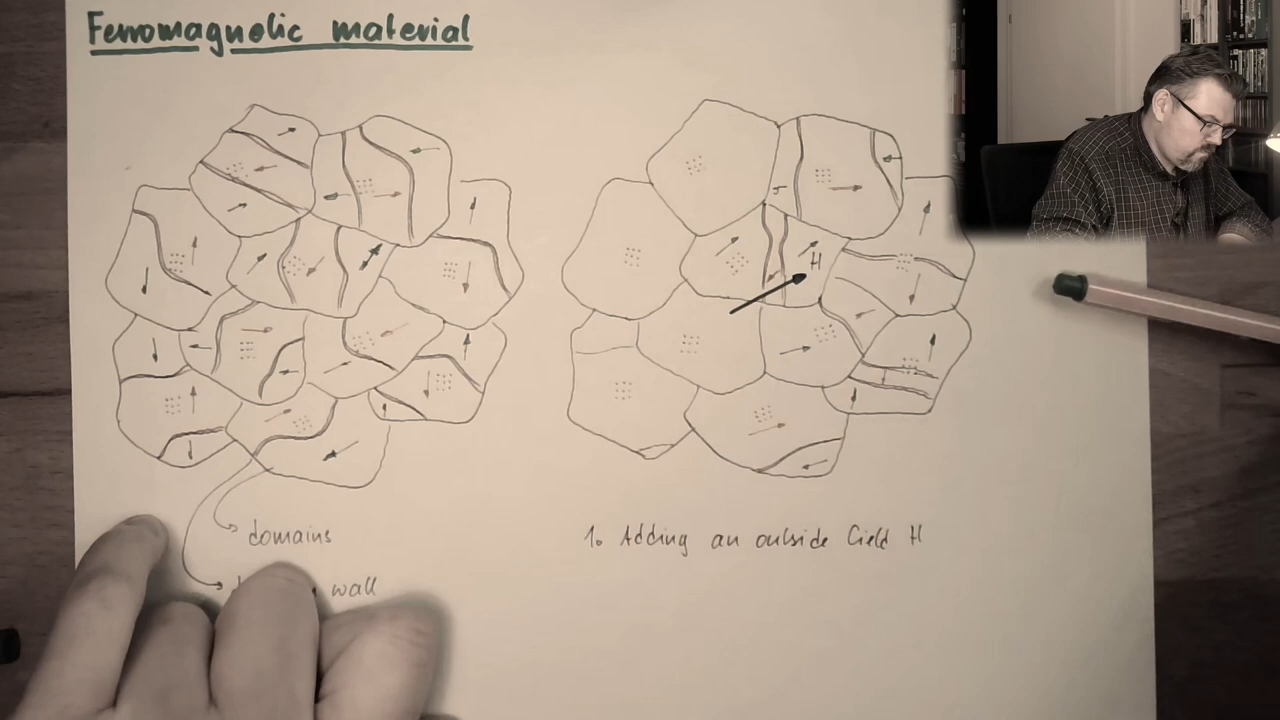 Ferromagnetic material
H
domains
wall
1. Adding an outside field H